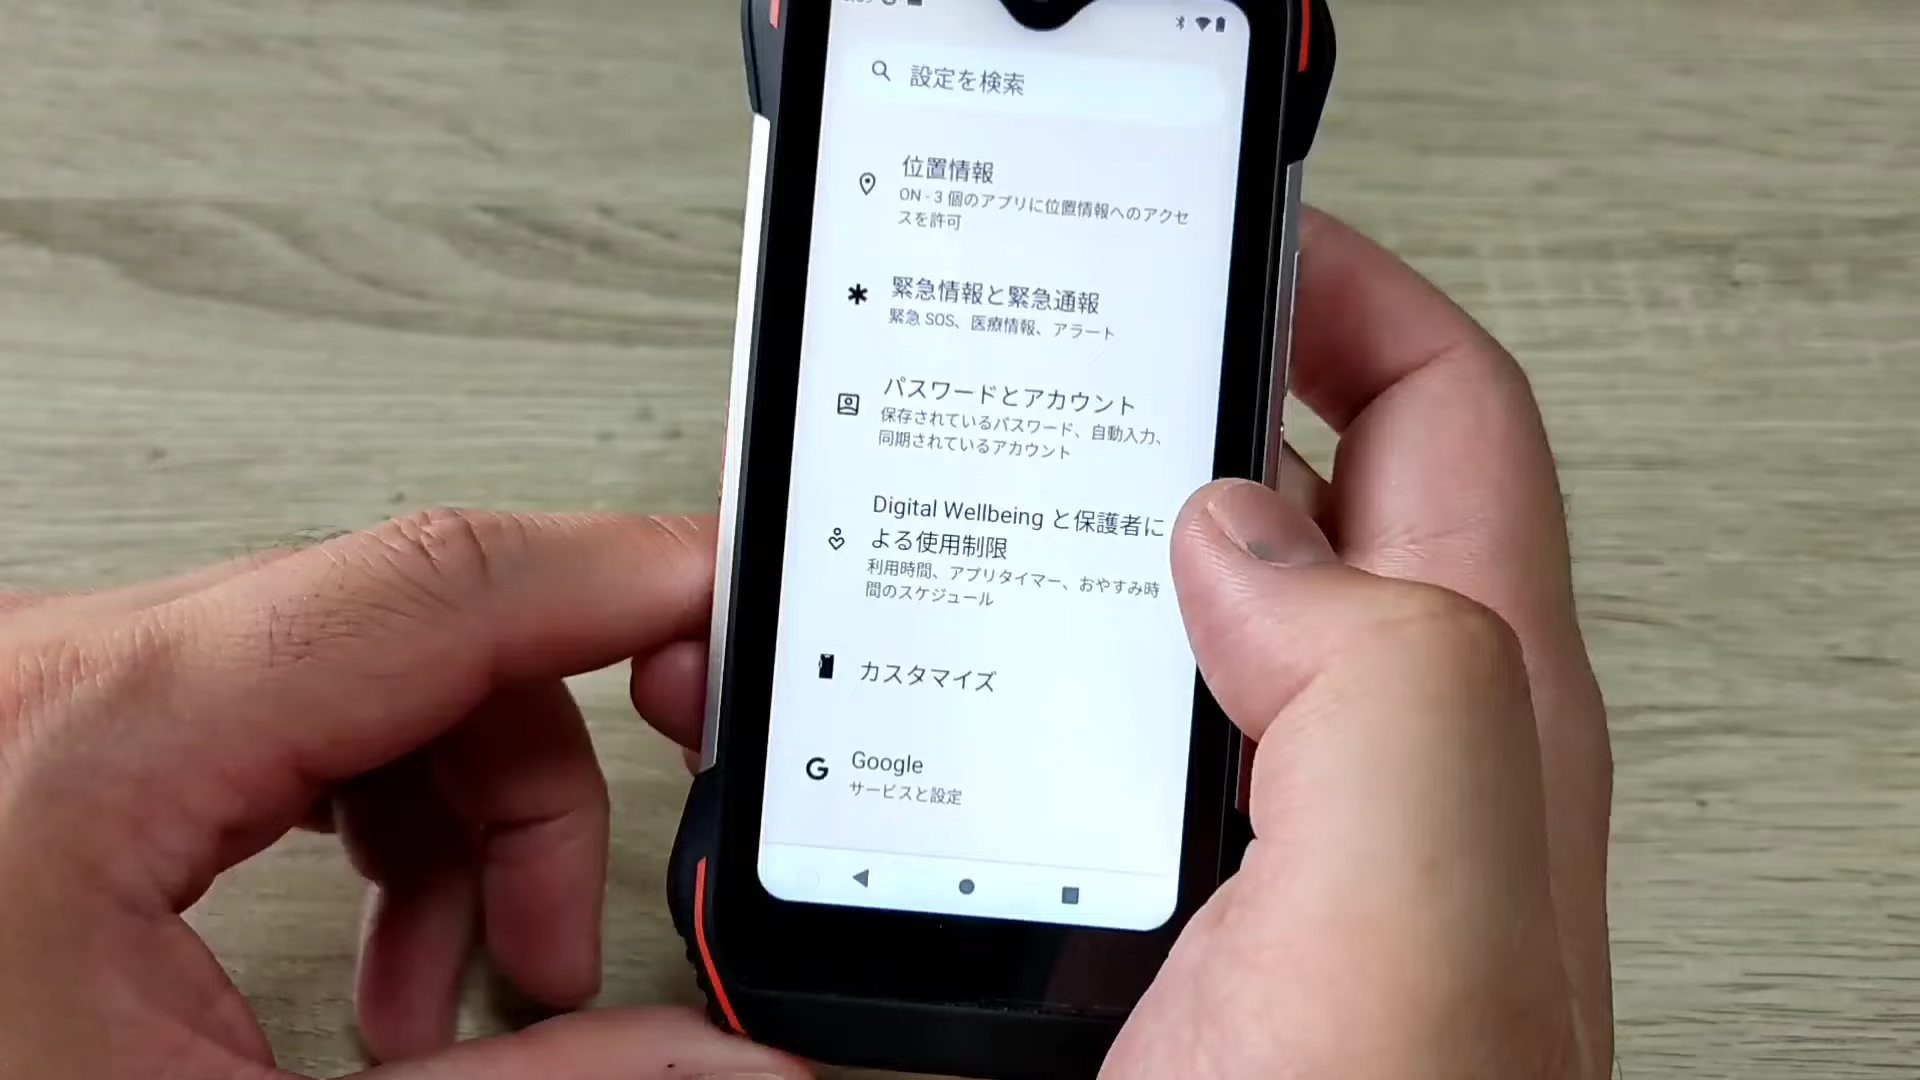 設定を検索
位置情報
ON - 3 個のアプリに位置情報へのアクセ
スを許可
緊急情報と緊急通報
緊急 SOS、医療情報、アラート
パスワードとアカウント
保存されているパスワード、自動入力、
同期されているアカウント
Digital Wellbeing と保護者に
よる使用制限
利用時間、アプリタイマー、おやすみ時
間のスケジュール
カスタマイズ
Google
サービスと設定